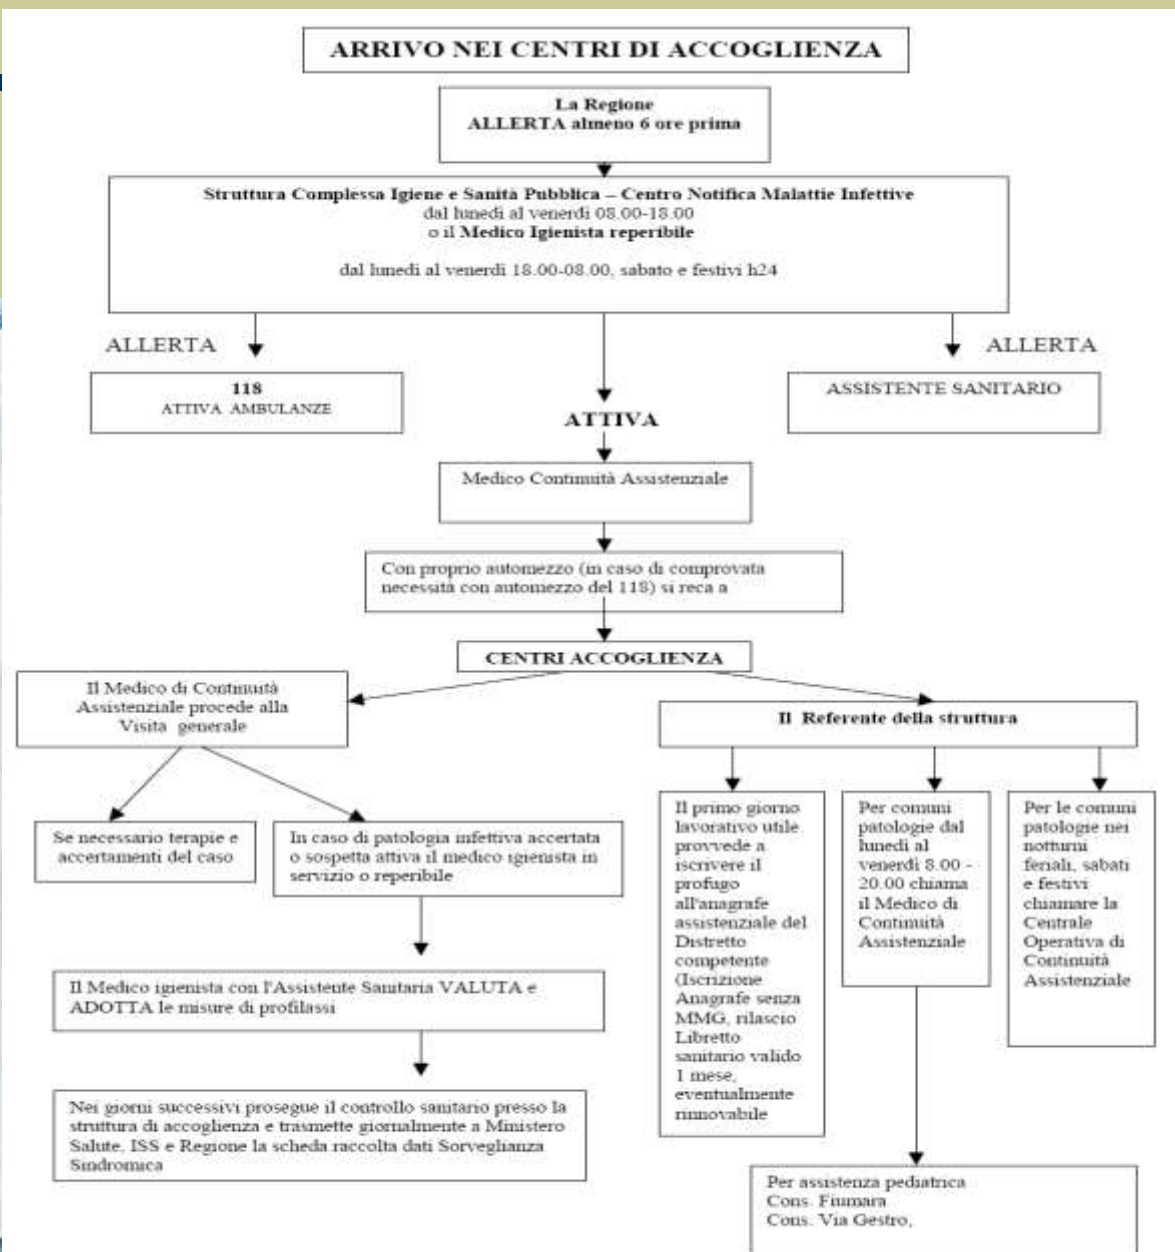 ARRIVO NEI CENTRI DI ACCOGLIENZA
La Regione
ALLERTA almeno 6 ore prima
Struttura Complessa Igiene e Sanità Pubblica – Centro Notifica Malattie Infettive
dal lunedì al venerdì 08.00-18.00
o il Medico Igienista reperibile
dal lunedì al venerdì 18.00-08.00, sabato e festivi h24
ALLERTA
ALLERTA
118
ATTIVA AMBULANZE
ATTIVA
ASSISTENTE SANITARIO
Medico Continuità Assistenziale
Con proprio automezzo (in caso di comprovata
necessità con automezzo del 118) si reca a
CENTRI ACCOGLIENZA
Il Medico di Continuità
Assistenziale procede alla
Visita generale
Se necessario terapie e
accertamenti del caso
In caso di patologia infettiva accertata
o sospetta attiva il medico igienista in
servizio o reperibile
Il Medico igienista con l'Assistente Sanitaria VALUTA e
ADOTTA le misure di profilassi
Nei giorni successivi prosegue il controllo sanitario presso la
struttura di accoglienza e trasmette giornalmente a Ministero
Salute, ISS e Regione la scheda raccolta dati Sorveglianza
Sindromica
Il Referente della struttura
Il primo giorno
lavorativo utile
provvede a
iscrivere il
profugo
all'anagrafe
assistenziale del
Distretto
competente
(Iscrizione
Anagrafe senza
MMG, rilascio
Libretto
sanitario valido
1 mese,
eventualmente
rinnovabile
Per comuni
patologie dal
lunedì al
venerdì 8.00 -
20.00 chiama
il Medico di
Continuità
Assistenziale
Per le comuni
patologie nei
notturni
feriali, sabati
e festivi
chiamare la
Centrale
Operativa di
Continuità
Assistenziale
Per assistenza pediatrica
Cons. Fiumara
Cons. Via Gestro,